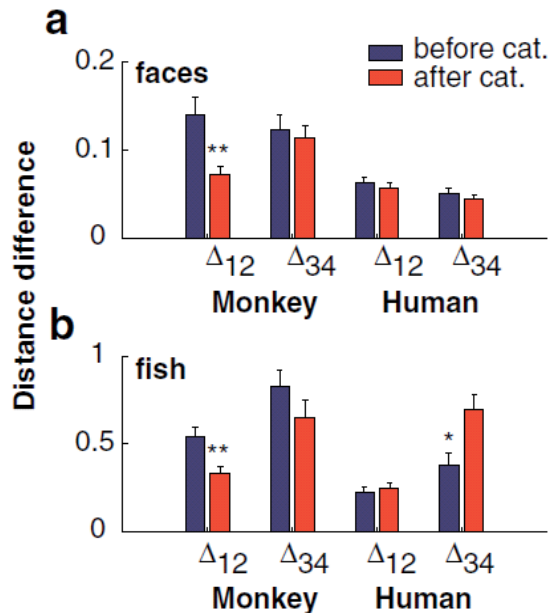 a
before cat.
after cat.
faces
0.2
0.1
0
**
Δ12 Δ34 Δ12 Δ34
Monkey Human
Distance difference
b
fish
1
0.5
0
** *
Δ12 Δ34 Δ12 Δ34
Monkey Human